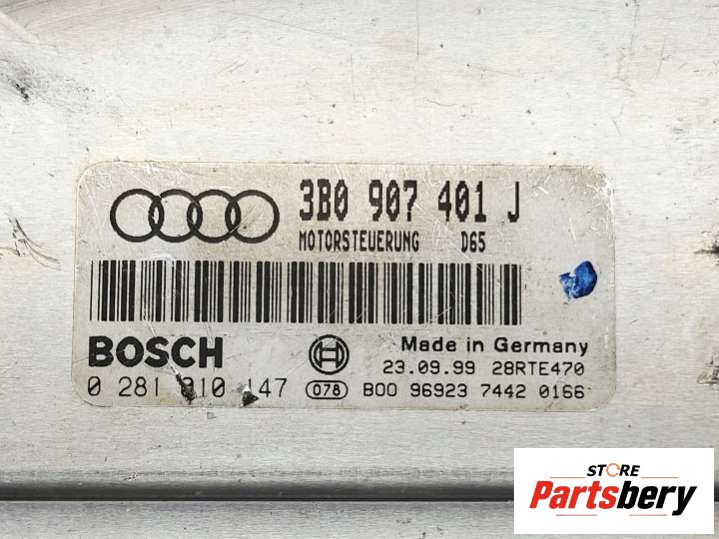 3B0 907 401 J
MOTORSTEUERUNG D65
BOSCH
Made in Germany
23.09.99 28RTE470
0 281 010 147 078 B00 96923 7442 0166
STORE
Partsbery